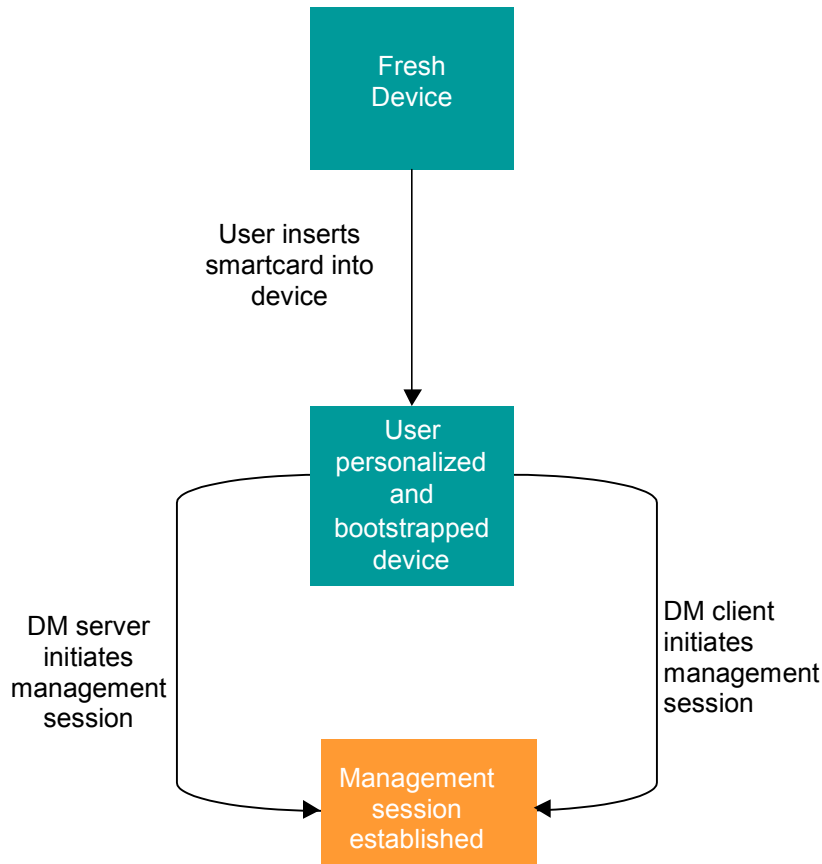 Fresh
Device
User inserts
smartcard into
device
User
personalized
and
bootstrapped
device
DM server
initiates
management
session
DM client
initiates
management
session
Management
session
established